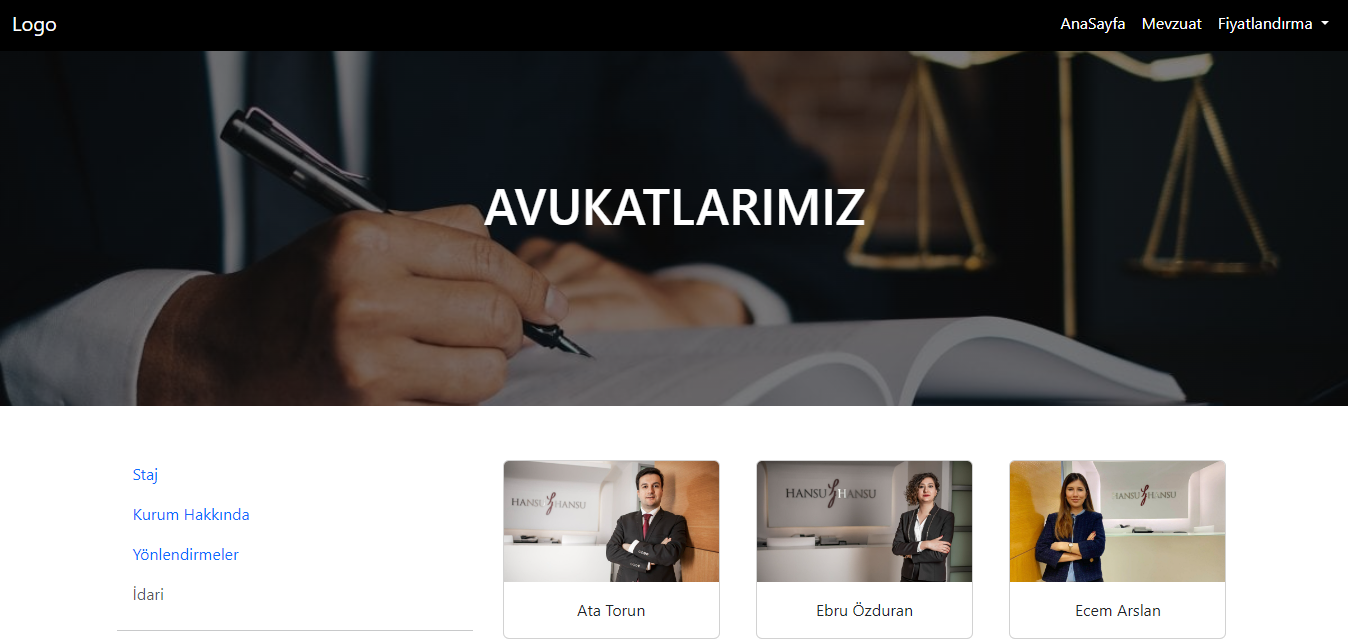 Logo
AnaSayfa Mevzuat Fiyatlandırma
AVUKATLARIMIZ
Staj
Kurum Hakkında
Yönlendirmeler
İdari
HANSU HANSU
Ata Torun
HANSU HANSU
Ebru Özduran
HANSU HANSU
Ecem Arslan